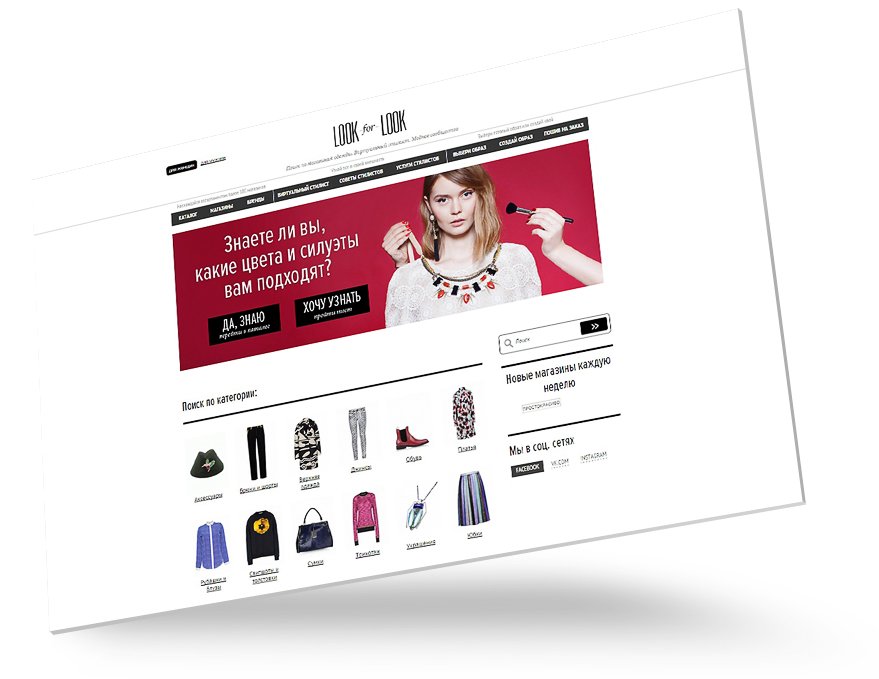 LOOK for LOOK
Поиск по магазинам одежды. Виртуальный стилист. Модное сообщество
ДЛЯ ЖЕНЩИН
КАТАЛОГ МАГАЗИНЫ БРЕНДЫ ВИРТУАЛЬНЫЙ СТИЛИСТ СОВЕТЫ СТИЛИСТОВ УСЛУГИ СТИЛИСТОВ ВЫБЕРИ ОБРАЗ СОЗДАЙ ОБРАЗ ПОШИВ НА ЗАКАЗ
Знаете ли вы,
какие цвета и силуэты
вам подходят?
ДА, ЗНАЮ
перейти в каталог
ХОЧУ УЗНАТЬ
пройти тест
Поиск
Новые магазины каждую
неделю
ПРОСТОКРАСИВО
Мы в соц. сетях
FACEBOOK VK.COM INSTAGRAM
Поиск по категории:
Аксессуары
Брюки и шорты
Верхняя
одежда
Джинсы
Обувь
Платья
Рубашки и
блузы
Свитшоты и
толстовки
Сумки
Трикотаж
Украшения
Юбки